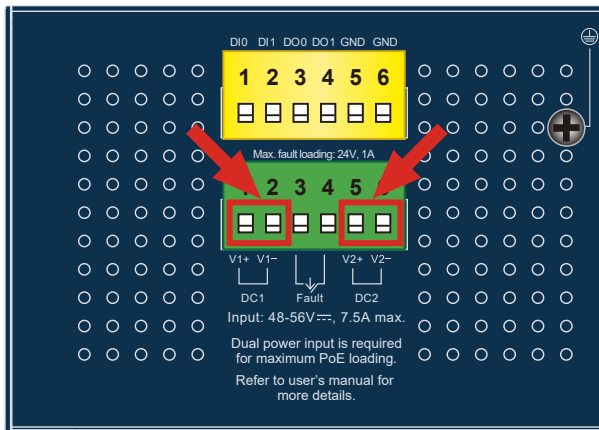 DI0 DI1 DO0 DO1 GND GND
1 2 3 4 5 6
Max. fault loading: 24V, 1A
2 3 4 5
V1+ V1− V2+ V2−
DC1 Fault DC2
Input: 48-56V⎓, 7.5A max.
Dual power input is required
for maximum PoE loading.
Refer to user's manual for
more details.